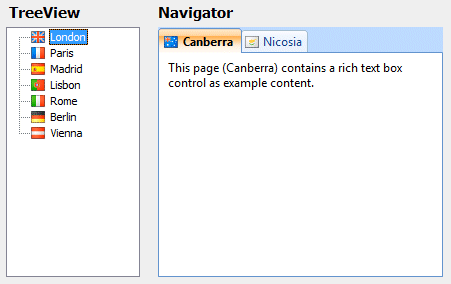 TreeView
London
Paris
Madrid
Lisbon
Rome
Berlin
Vienna
Navigator
Canberra Nicosia
This page (Canberra) contains a rich text box
control as example content.